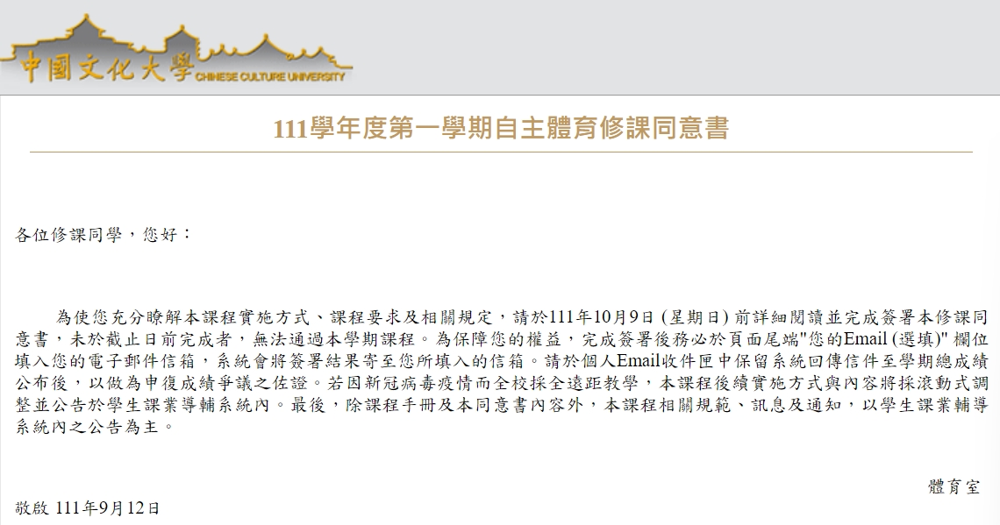 中國文化大學 CHINESE CULTURE UNIVERSITY
111學年度第一學期自主體育修課同意書
各位修課同學，您好：
為使您充分瞭解本課程實施方式、課程要求及相關規定，請於111年10月9日 (星期日) 前詳細閱讀並完成簽署本修課同
意書，未於截止日前完成者，無法通過本學期課程。為保障您的權益，完成簽署後務必於頁面尾端"您的Email (選填)" 欄位
填入您的電子郵件信箱，系統會將簽署結果寄至您所填入的信箱。請於個人Email收件匣中保留系統回傳信件至學期總成績
公布後，以做為申復成績爭議之佐證。若因新冠病毒疫情而全校採全遠距教學，本課程後續實施方式與內容將採滾動式調
整並公告於學生課業導輔系統內。最後，除課程手冊及本同意書內容外，本課程相關規範、訊息及通知，以學生課業輔導
系統內之公告為主。
體育室
敬啟 111年9月12日